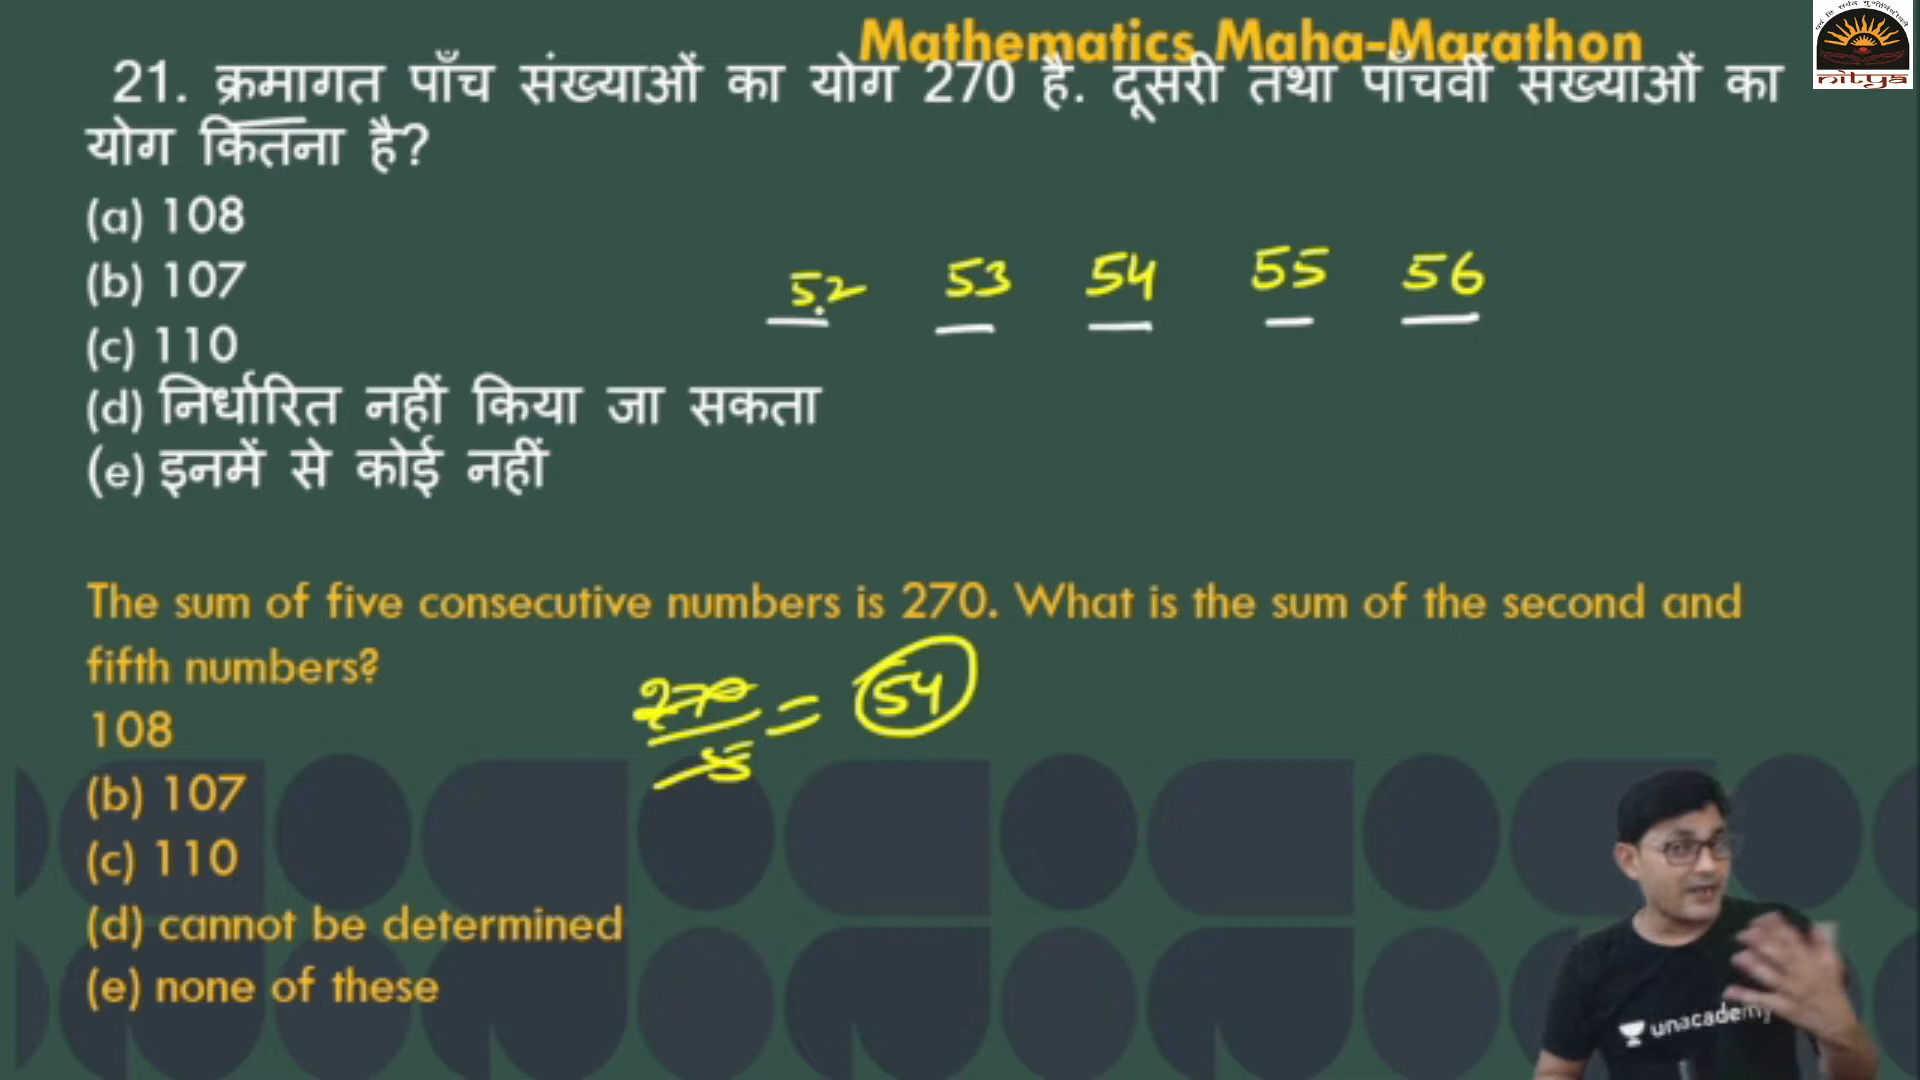 Mathematics Maha-Marathon
21. क्रमागत पाँच संख्याओं का योग 270 है. दूसरी तथा पाँचवीं संख्याओं का
योग कितना है?
(a) 108
(b) 107
(c) 110
(d) निर्धारित नहीं किया जा सकता
(e) इनमें से कोई नहीं
52 53 54 55 56
The sum of five consecutive numbers is 270. What is the sum of the second and
fifth numbers?
108
(b) 107
(c) 110
(d) cannot be determined
(e) none of these
270
5
= 54
nitya
unacademy